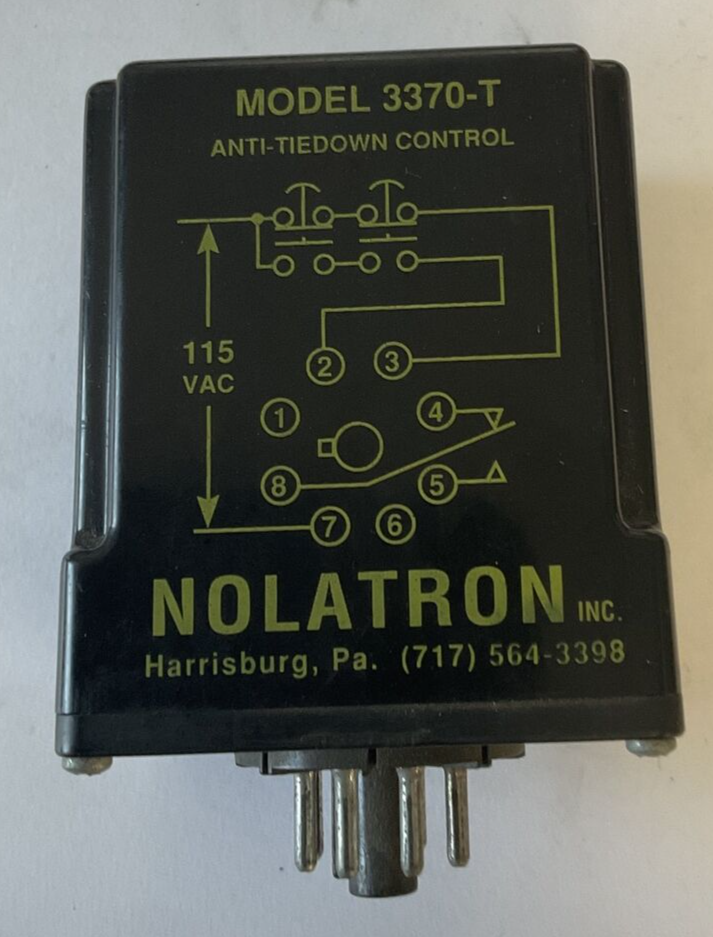 MODEL 3370-T
ANTI-TIEDOWN CONTROL
115
VAC
2 3
1 4
8 5
7 6
NOLATRON INC.
Harrisburg, Pa. (717) 564-3398